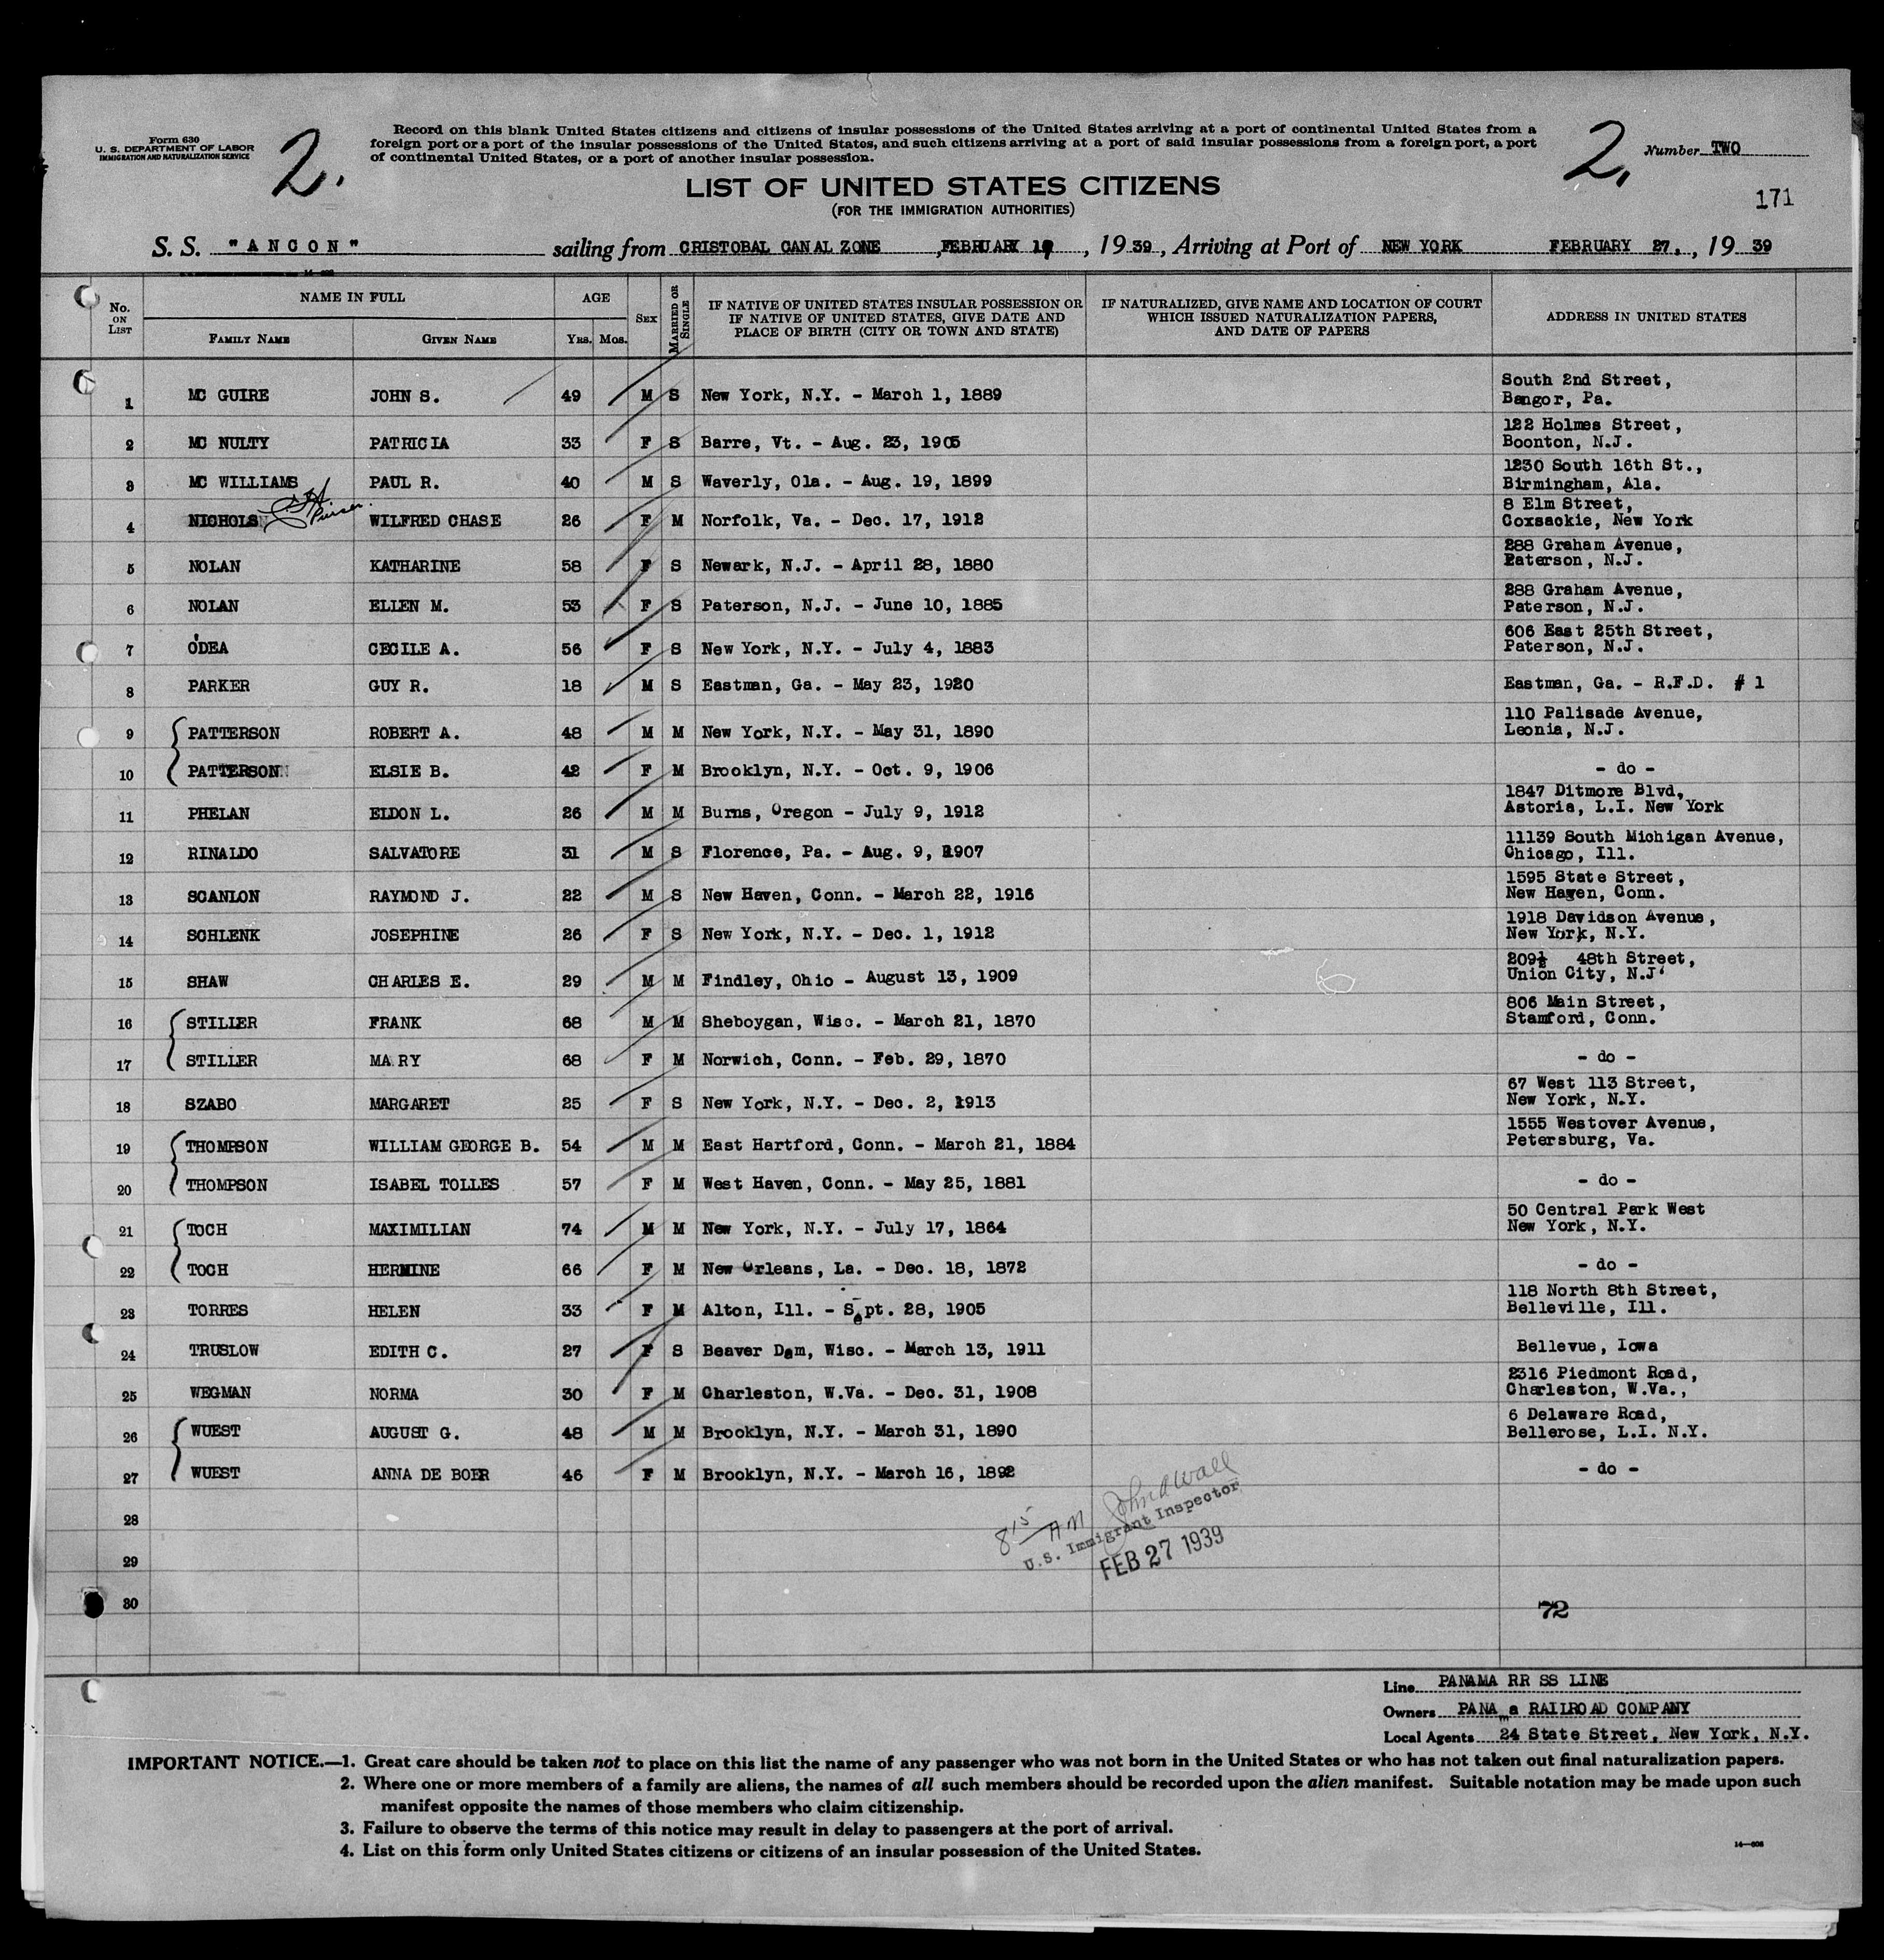 Form 630
U. S. DEPARTMENT OF LABOR
IMMIGRATION AND NATURALIZATION SERVICE
2.
Record on this blank United States citizens and citizens of insular possessions of the United States arriving at a port of continental United States from a
foreign port or a port of the insular possessions of the United States, and such citizens arriving at a port of said insular possessions from a foreign port, a port
of continental United States, or a port of another insular possession.
2.
Number TWO
LIST OF UNITED STATES CITIZENS
(FOR THE IMMIGRATION AUTHORITIES)
171
S. S. "ANCON" sailing from CRISTOBAL CANAL ZONE, FEBRUARY 19, 1939, Arriving at Port of NEW YORK FEBRUARY 27, 1939
No. ON LIST
NAME IN FULL
FAMILY NAME GIVEN NAME
AGE
YRS. MOS.
SEX
MARRIED OR SINGLE
IF NATIVE OF UNITED STATES INSULAR POSSESSION OR
IF NATIVE OF UNITED STATES, GIVE DATE AND
PLACE OF BIRTH (CITY OR TOWN AND STATE)
IF NATURALIZED, GIVE NAME AND LOCATION OF COURT
WHICH ISSUED NATURALIZATION PAPERS,
AND DATE OF PAPERS
ADDRESS IN UNITED STATES
1 MC GUIRE JOHN S. 49 M S New York, N.Y. - March 1, 1889 South 2nd Street,
Bangor, Pa.
2 MC NULTY PATRICIA 33 F S Barre, Vt. - Aug. 23, 1905 122 Holmes Street,
Boonton, N.J.
3 MC WILLIAMS PAUL R. 40 M S Waverly, Ola. - Aug. 19, 1899 1230 South 16th St.,
Birmingham, Ala.
4 NICHOLS Purser WILFRED CHASE 26 F M Norfolk, Va. - Dec. 17, 1912 8 Elm Street,
Coxsackie, New York
5 NOLAN KATHARINE 58 F S Newark, N.J. - April 28, 1880 288 Graham Avenue,
Paterson, N.J.
6 NOLAN ELLEN M. 53 F S Paterson, N.J. - June 10, 1885 288 Graham Avenue,
Paterson, N.J.
7 O'DEA CECILE A. 56 F S New York, N.Y. - July 4, 1883 606 East 25th Street,
Paterson, N.J.
8 PARKER GUY R. 18 M S Eastman, Ga. - May 23, 1920 Eastman, Ga. - R.F.D. # 1
9 PATTERSON ROBERT A. 48 M M New York, N.Y. - May 31, 1890 110 Palisade Avenue,
Leonia, N.J.
10 PATTERSON ELSIE B. 42 F M Brooklyn, N.Y. - Oct. 9, 1906 - do -
11 PHELAN ELDON L. 26 M M Burns, Oregon - July 9, 1912 1847 Ditmore Blvd,
Astoria, L.I. New York
12 RINALDO SALVATORE 31 M S Florence, Pa. - Aug. 9, 1907 11139 South Michigan Avenue,
Chicago, Ill.
13 SCANLON RAYMOND J. 22 M S New Haven, Conn. - March 22, 1916 1595 State Street,
New Haven, Conn.
14 SCHLENK JOSEPHINE 26 F S New York, N.Y. - Dec. 1, 1912 1918 Davidson Avenue,
New York, N.Y.
15 SHAW CHARLES E. 29 M M Findley, Ohio - August 13, 1909 209½ 48th Street,
Union City, N.J.
16 STILLER FRANK 68 M M Sheboygan, Wisc. - March 21, 1870 806 Main Street,
Stamford, Conn.
17 STILLER MARY 68 F M Norwich, Conn. - Feb. 29, 1870 - do -
18 SZABO MARGARET 25 F S New York, N.Y. - Dec. 2, 1913 67 West 113 Street,
New York, N.Y.
19 THOMPSON WILLIAM GEORGE B. 54 M M East Hartford, Conn. - March 21, 1884 1555 Westover Avenue,
Petersburg, Va.
20 THOMPSON ISABEL TOLLES 57 F M West Haven, Conn. - May 25, 1881 - do -
21 TOCH MAXIMILIAN 74 M M New York, N.Y. - July 17, 1864 50 Central Park West
New York, N.Y.
22 TOCH HERMINE 66 F M New Orleans, La. - Dec. 18, 1872 - do -
23 TORRES HELEN 33 F M Alton, Ill. - Sept. 28, 1905 118 North 8th Street,
Belleville, Ill.
24 TRUSLOW EDITH C. 27 F S Beaver Dam, Wisc. - March 13, 1911 Bellevue, Iowa
25 WEGMAN NORMA 30 F M Charleston, W.Va. - Dec. 31, 1908 2316 Piedmont Road,
Charleston, W.Va.,
26 WUEST AUGUST G. 48 M M Brooklyn, N.Y. - March 31, 1890 6 Delaware Road,
Bellerose, L.I. N.Y.
27 WUEST ANNA DE BOER 46 F M Brooklyn, N.Y. - March 16, 1892 - do -
28
29
30
8 15 AM John A Wall
U.S. Immigrant Inspector
FEB 27 1939
72
Line PANAMA RR SS LINE
Owners PANAma RAILROAD COMPANY
Local Agents 24 State Street, New York, N.Y.
IMPORTANT NOTICE.—1. Great care should be taken not to place on this list the name of any passenger who was not born in the United States or who has not taken out final naturalization papers.
2. Where one or more members of a family are aliens, the names of all such members should be recorded upon the alien manifest. Suitable notation may be made upon such
manifest opposite the names of those members who claim citizenship.
3. Failure to observe the terms of this notice may result in delay to passengers at the port of arrival.
4. List on this form only United States citizens or citizens of an insular possession of the United States.
14—608